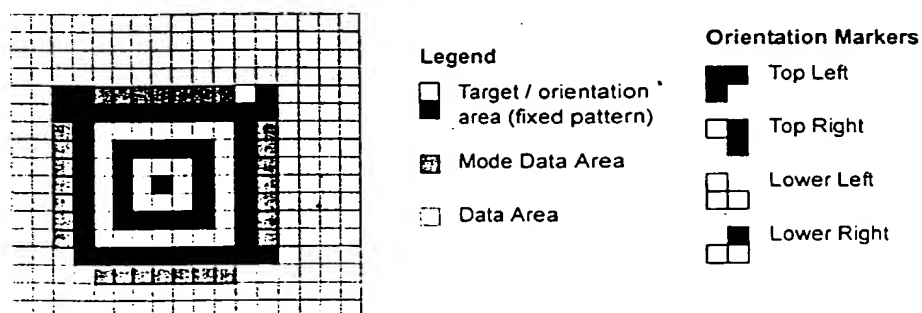 Legend
Target / orientation
area (fixed pattern)
Mode Data Area
Data Area
Orientation Markers
Top Left
Top Right
Lower Left
Lower Right